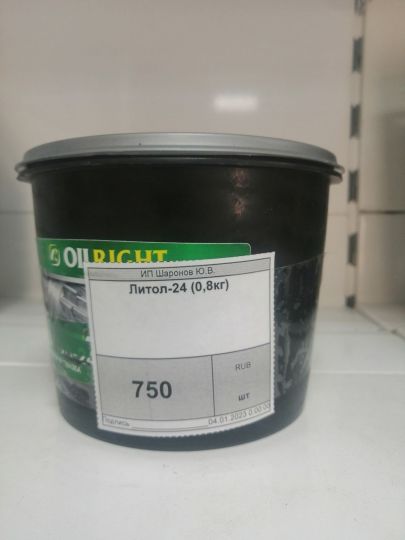 OILRIGHT
ИП Шаронов Ю.В.
Литол-24 (0,8кг)
750
RUB
шт
Подпись
04.01.2023 0:00:00